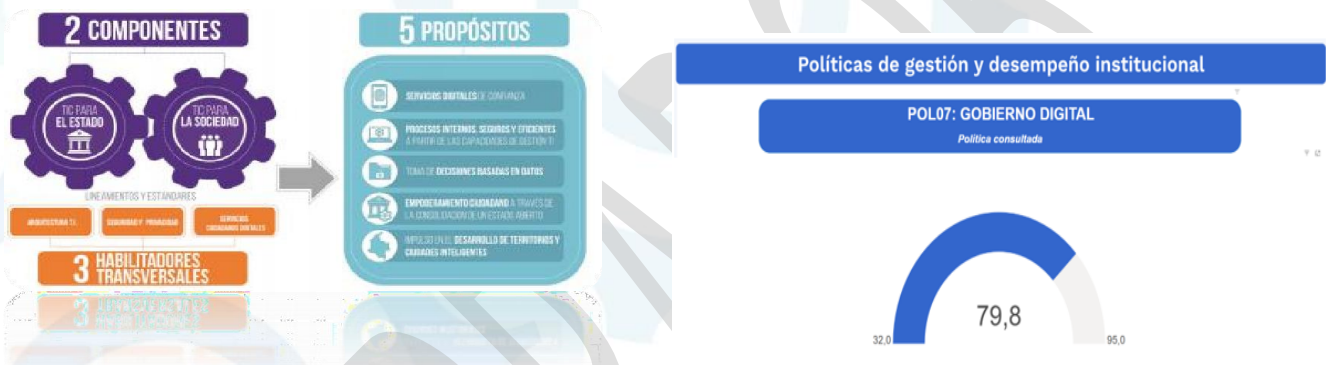 2 COMPONENTES
TIC PARA
EL ESTADO
TIC PARA
LA SOCIEDAD
LINEAMIENTOS Y ESTÁNDARES
ARQUITECTURA T.I.
SEGURIDAD Y PRIVACIDAD
SERVICIOS
CIUDADANOS DIGITALES
3 HABILITADORES
TRANSVERSALES
5 PROPÓSITOS
SERVICIOS DIGITALES DE CONFIANZA
PROCESOS INTERNOS, SEGUROS Y EFICIENTES
A PARTIR DE LAS CAPACIDADES DE GESTIÓN TI
TOMA DE DECISIONES BASADAS EN DATOS
EMPODERAMIENTO CIUDADANO A TRAVÉS DE
LA CONSOLIDACIÓN DE UN ESTADO ABIERTO
IMPULSO EN EL DESARROLLO DE TERRITORIOS Y
CIUDADES INTELIGENTES
Políticas de gestión y desempeño institucional
POL07: GOBIERNO DIGITAL
Política consultada
79,8
32,0
95,0